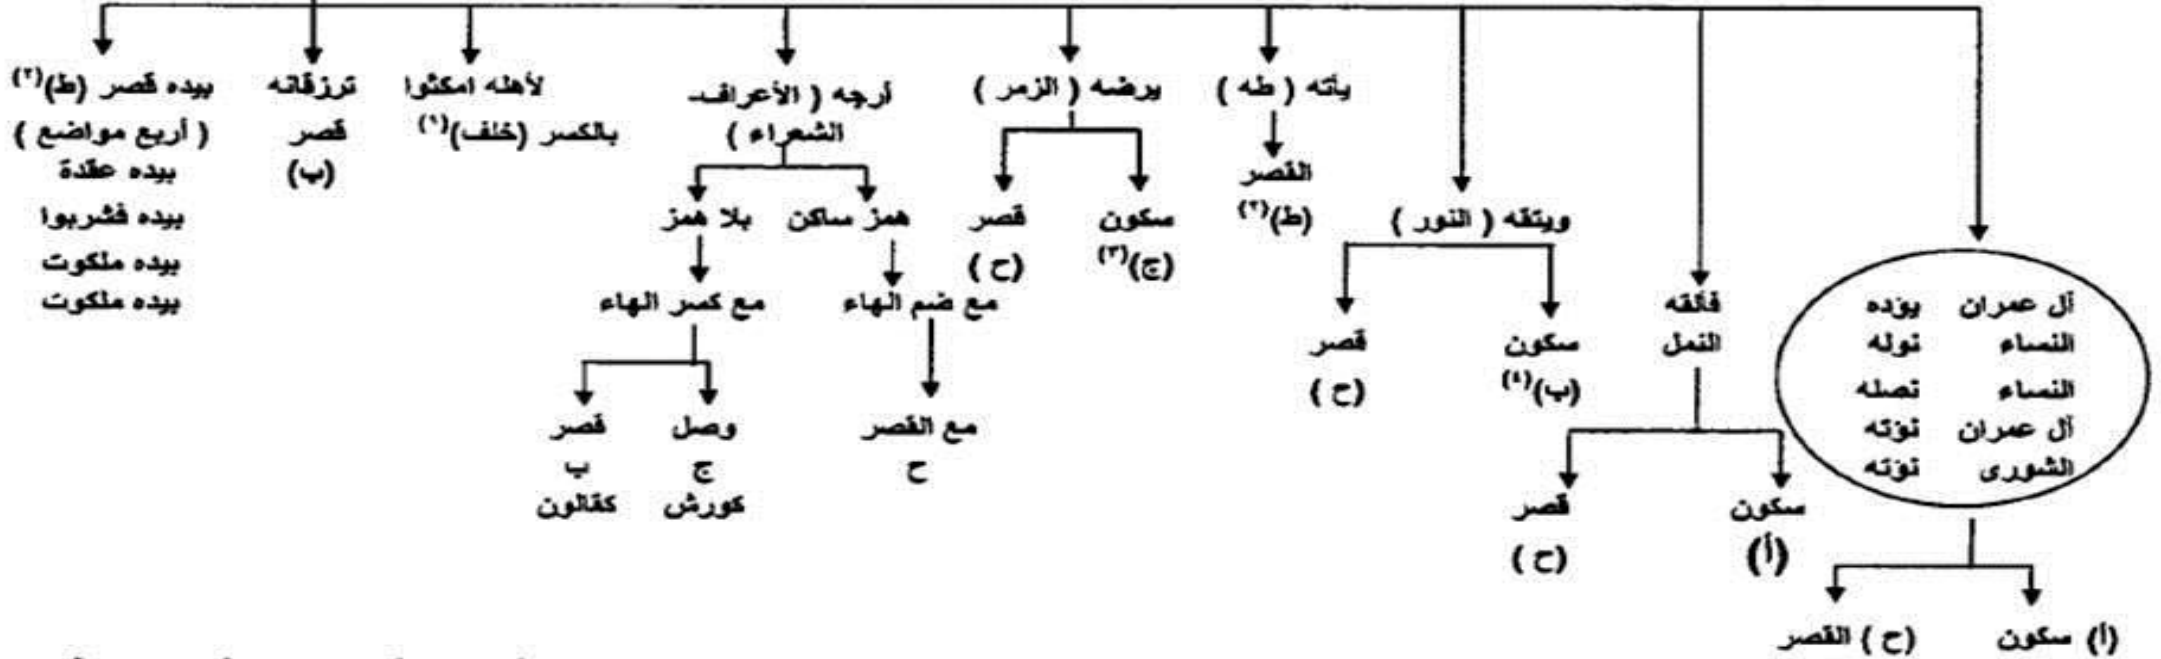 آل عمران يؤده
النساء نوله
النساء نصله
آل عمران نؤته
الشورى نؤته
(أ) سكون
(ح) القصر
فألقه
النمل
سكون
(أ)
قصر
(ح)
ويتقه (النور)
سكون
(ب)(٤)
قصر
(ح)
يأته (طه)
القصر
(ط)(٢)
يرضه (الزمر)
سكون
(ج)(٣)
قصر
(ح)
أرجه (الأعراف-
الشعراء)
همز ساكن
مع ضم الهاء
مع القصر
ح
بلا همز
مع كسر الهاء
وصل
ج
كورش
قصر
ب
كقالون
لأهله امكثوا
بالكسر (خلف)(١)
ترزقانه
قصر
(ب)
بيده قصر (ط)(٢)
(أربع مواضع)
بيده عقدة
بيده فشربوا
بيده ملكوت
بيده ملكوت